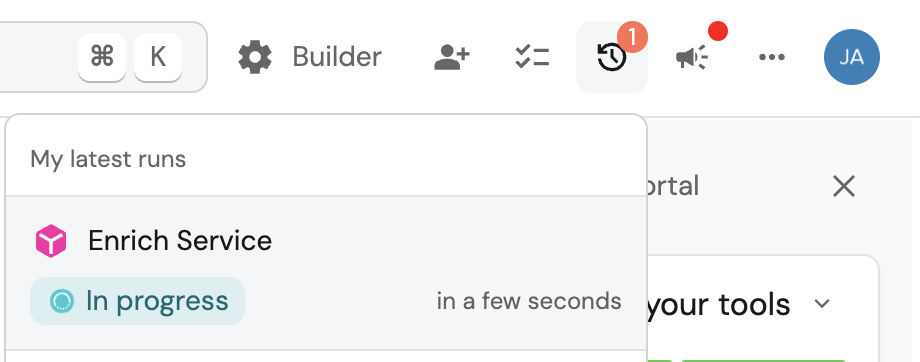 ⌘ K Builder 1 JA
My latest runs
ortal
Enrich Service
In progress in a few seconds
your tools